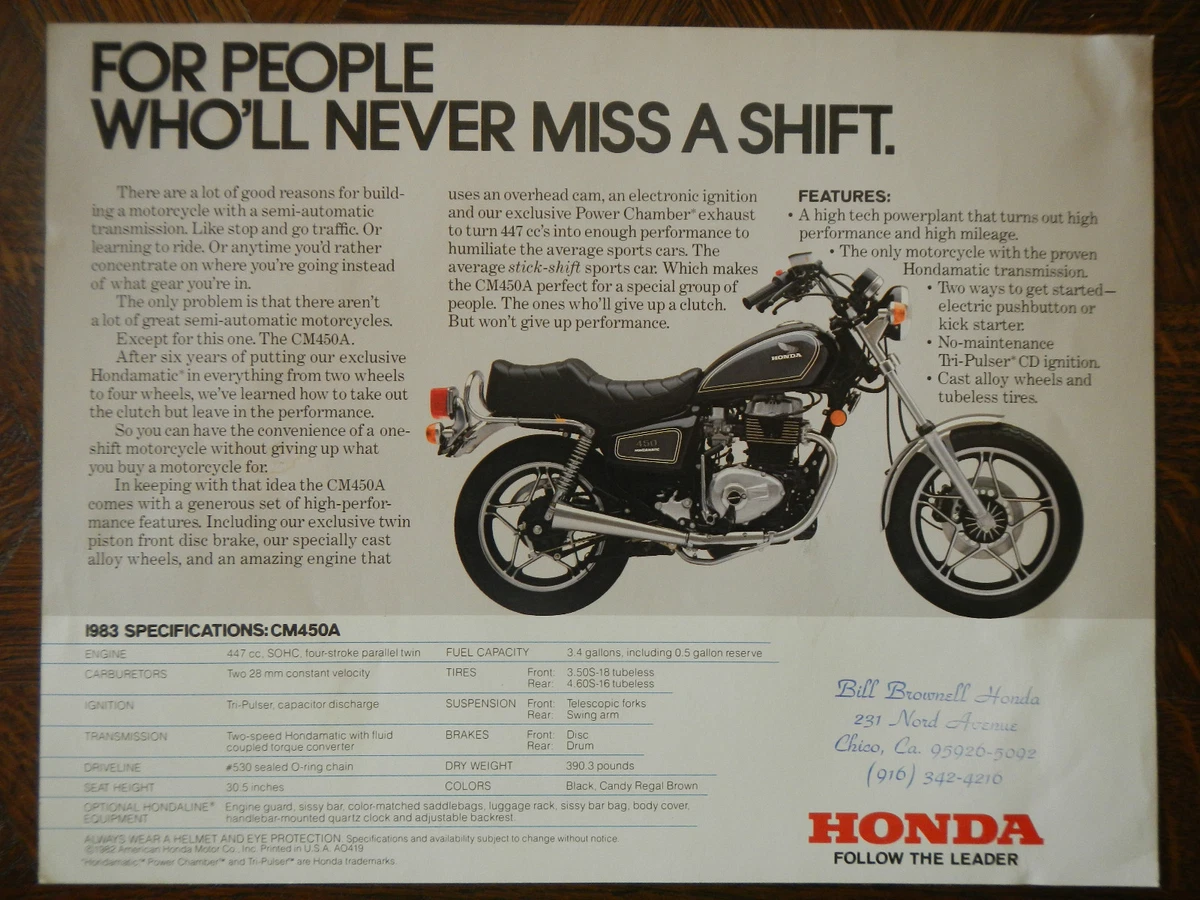 FOR PEOPLE
WHO'LL NEVER MISS A SHIFT.
There are a lot of good reasons for build-
ing a motorcycle with a semi-automatic
transmission. Like stop and go traffic. Or
learning to ride. Or anytime you'd rather
concentrate on where you're going instead
of what gear you're in.
The only problem is that there aren't
a lot of great semi-automatic motorcycles.
Except for this one. The CM450A.
After six years of putting our exclusive
Hondamatic® in everything from two wheels
to four wheels, we've learned how to take out
the clutch but leave in the performance.
So you can have the convenience of a one-
shift motorcycle without giving up what
you buy a motorcycle for.
In keeping with that idea the CM450A
comes with a generous set of high-perfor-
mance features. Including our exclusive twin
piston front disc brake, our specially cast
alloy wheels, and an amazing engine that
uses an overhead cam, an electronic ignition
and our exclusive Power Chamber® exhaust
to turn 447 cc's into enough performance to
humiliate the average sports cars. The
average stick-shift sports car. Which makes
the CM450A perfect for a special group of
people. The ones who'll give up a clutch.
But won't give up performance.
FEATURES:
• A high tech powerplant that turns out high
performance and high mileage.
• The only motorcycle with the proven
Hondamatic transmission.
• Two ways to get started—
electric pushbutton or
kick starter.
• No-maintenance
Tri-Pulser® CD ignition.
• Cast alloy wheels and
tubeless tires.
HONDA
450
HONDAMATIC
1983 SPECIFICATIONS: CM450A
ENGINE 447 cc, SOHC, four-stroke parallel twin
CARBURETORS Two 28 mm constant velocity
IGNITION Tri-Pulser, capacitor discharge
TRANSMISSION Two-speed Hondamatic with fluid
coupled torque converter
DRIVELINE #530 sealed O-ring chain
SEAT HEIGHT 30.5 inches
FUEL CAPACITY 3.4 gallons, including 0.5 gallon reserve
TIRES Front: 3.50S-18 tubeless
Rear: 4.60S-16 tubeless
SUSPENSION Front: Telescopic forks
Rear: Swing arm
BRAKES Front: Disc
Rear: Drum
DRY WEIGHT 390.3 pounds
COLORS Black, Candy Regal Brown
OPTIONAL HONDALINE® Engine guard, sissy bar, color-matched saddlebags, luggage rack, sissy bar bag, body cover,
EQUIPMENT handlebar-mounted quartz clock and adjustable backrest.
ALWAYS WEAR A HELMET AND EYE PROTECTION. Specifications and availability subject to change without notice.
©1982 American Honda Motor Co., Inc. Printed in U.S.A. AO419
"Hondamatic™ Power Chamber™ and Tri-Pulser™ are Honda trademarks.
Bill Brownell Honda
231 Nord Avenue
Chico, Ca. 95926-5092
(916) 342-4216
HONDA
FOLLOW THE LEADER